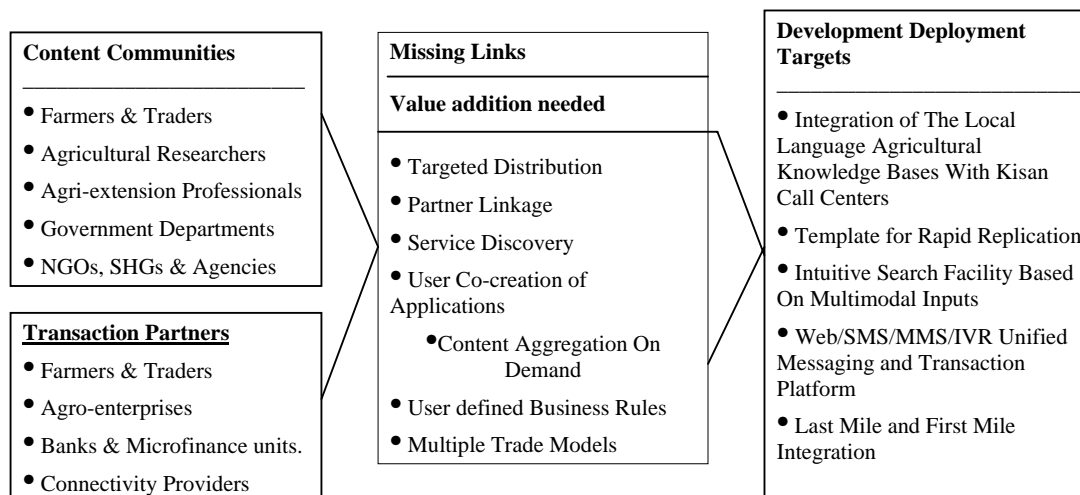 Content Communities
• Farmers & Traders
• Agricultural Researchers
• Agri-extension Professionals
• Government Departments
• NGOs, SHGs & Agencies
Transaction Partners
• Farmers & Traders
• Agro-enterprises
• Banks & Microfinance units.
• Connectivity Providers
Missing Links
Value addition needed
• Targeted Distribution
• Partner Linkage
• Service Discovery
• User Co-creation of
Applications
•Content Aggregation On
Demand
• User defined Business Rules
• Multiple Trade Models
Development Deployment
Targets
• Integration of The Local
Language Agricultural
Knowledge Bases With Kisan
Call Centers
• Template for Rapid Replication
• Intuitive Search Facility Based
On Multimodal Inputs
• Web/SMS/MMS/IVR Unified
Messaging and Transaction
Platform
• Last Mile and First Mile
Integration